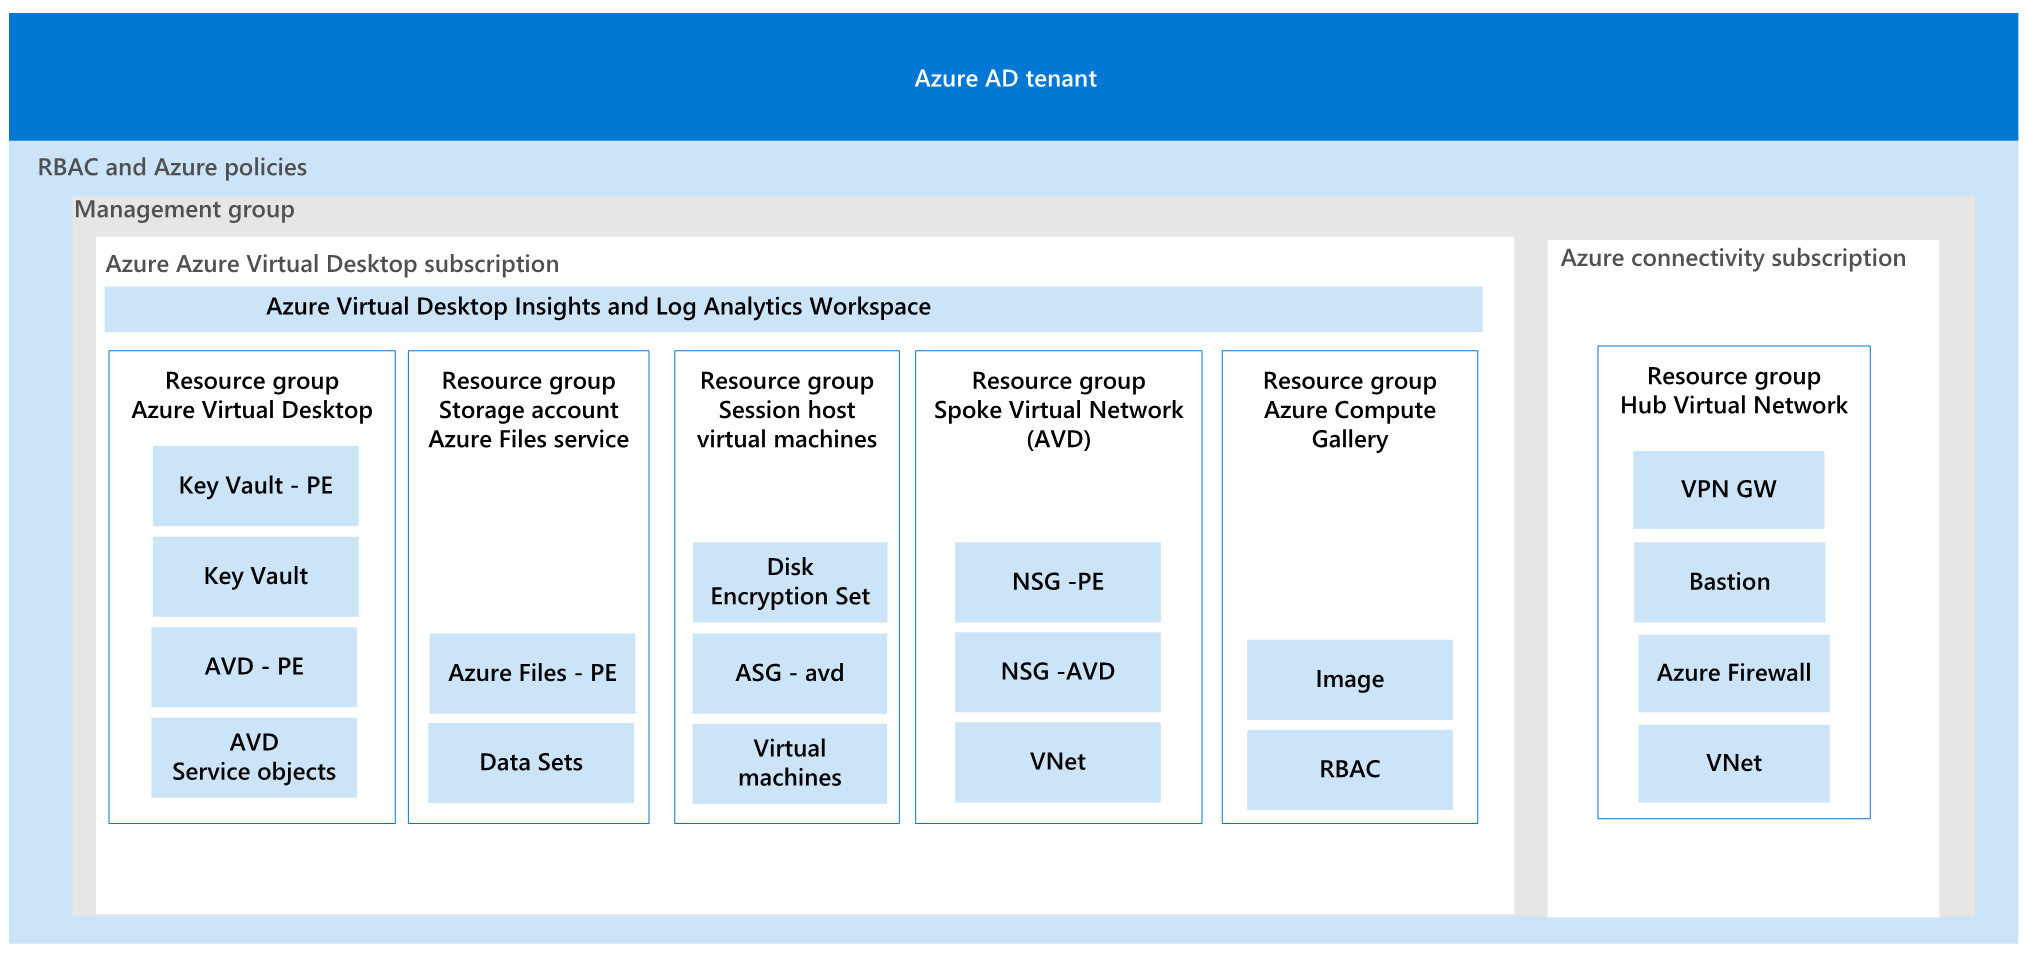 Azure AD tenant
RBAC and Azure policies
Management group
Azure Azure Virtual Desktop subscription
Azure Virtual Desktop Insights and Log Analytics Workspace
Resource group
Azure Virtual Desktop
Key Vault - PE
Key Vault
AVD - PE
AVD
Service objects
Resource group
Storage account
Azure Files service
Azure Files - PE
Data Sets
Resource group
Session host
virtual machines
Disk
Encryption Set
ASG - avd
Virtual
machines
Resource group
Spoke Virtual Network
(AVD)
NSG -PE
NSG -AVD
VNet
Resource group
Azure Compute
Gallery
Image
RBAC
Azure connectivity subscription
Resource group
Hub Virtual Network
VPN GW
Bastion
Azure Firewall
VNet